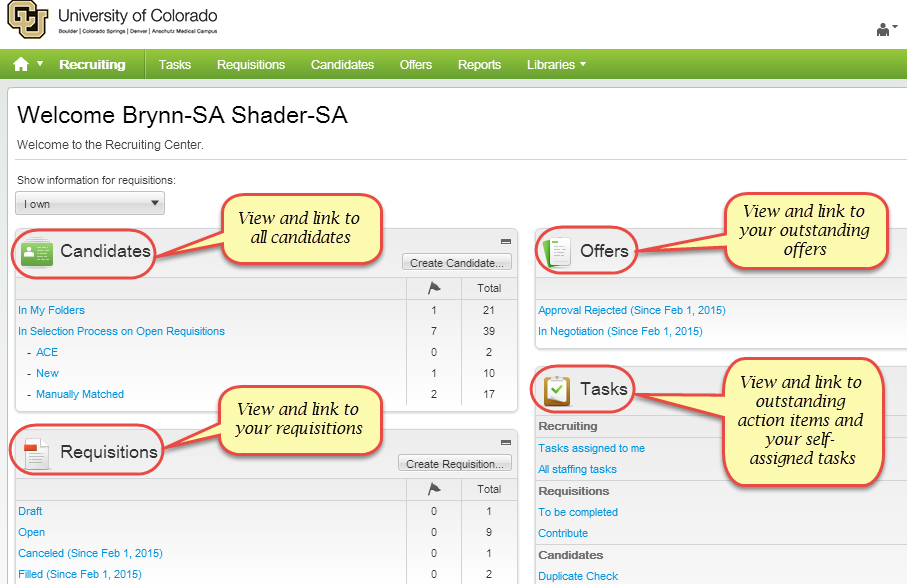 University of Colorado
Boulder | Colorado Springs | Denver | Anschutz Medical Campus
Recruiting Tasks Requisitions Candidates Offers Reports Libraries
Welcome Brynn-SA Shader-SA
Welcome to the Recruiting Center.
Show information for requisitions:
I own
View and link to
all candidates
Candidates
Create Candidate...
Total
In My Folders 1 21
In Selection Process on Open Requisitions 7 39
- ACE 0 2
- New 1 10
- Manually Matched 2 17
View and link to
your requisitions
Requisitions
Create Requisition...
Total
Draft 0 1
Open 0 9
Canceled (Since Feb 1, 2015) 0 1
Filled (Since Feb 1, 2015) 0 2
View and link to
your outstanding
offers
Offers
Approval Rejected (Since Feb 1, 2015)
In Negotiation (Since Feb 1, 2015)
View and link to
outstanding
action items and
your self-
assigned tasks
Tasks
Recruiting
Tasks assigned to me
All staffing tasks
Requisitions
To be completed
Contribute
Candidates
Duplicate Check